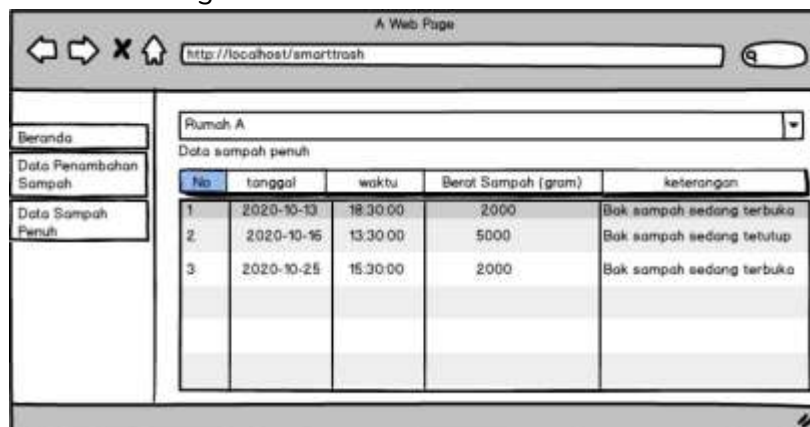 A Web Page
http://localhost/smarttrash
Beranda
Data Penambahan
Sampah
Data Sampah
Penuh
Rumah A
Data sampah penuh
No tanggal waktu Berat Sampah (gram) keterangan
1 2020-10-13 18:30:00 2000 Bak sampah sedang terbuka
2 2020-10-16 13:30:00 5000 Bak sampah sedang tetutup
3 2020-10-25 15:30:00 2000 Bak sampah sedang terbuka